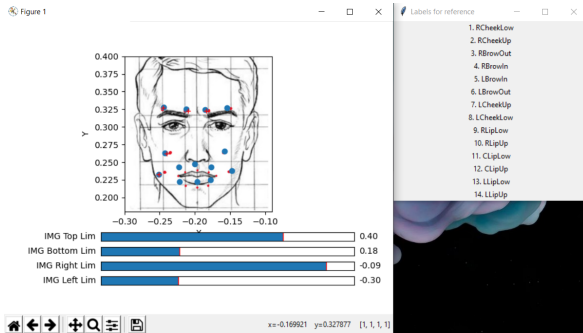 Figure 1
Labels for reference
1. RCheekLow
2. RCheekUp
3. RBrowOut
4. RBrowIn
5. LBrowIn
6. LBrowOut
7. LCheekUp
8. LCheekLow
9. RLipLow
10. RLipUp
11. CLipLow
12. CLipUp
13. LLipLow
14. LLipUp
0.400
0.375
0.350
0.325
0.300
0.275
0.250
0.225
0.200
Y
−0.30 −0.25 −0.20 −0.15 −0.10
IMG Top Lim 0.40
IMG Bottom Lim 0.18
IMG Right Lim -0.09
IMG Left Lim -0.30
x=-0.169921 y=0.327877 [1, 1, 1, 1]